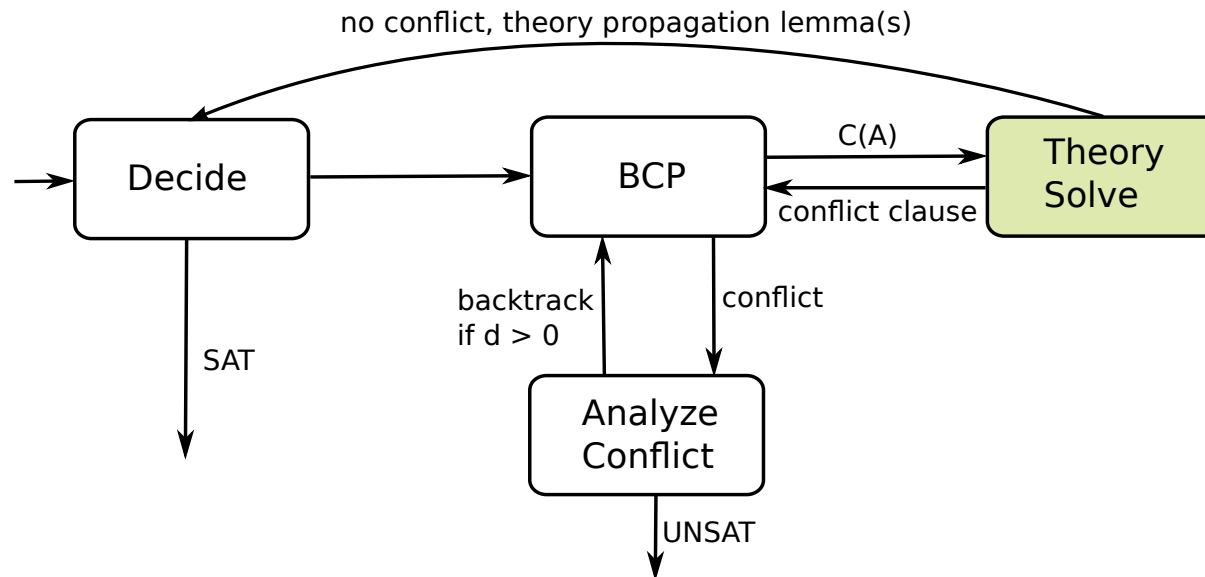 no conflict, theory propagation lemma(s)
Decide
BCP
C(A)
Theory
Solve
conflict clause
backtrack
if d > 0
conflict
SAT
Analyze
Conflict
UNSAT